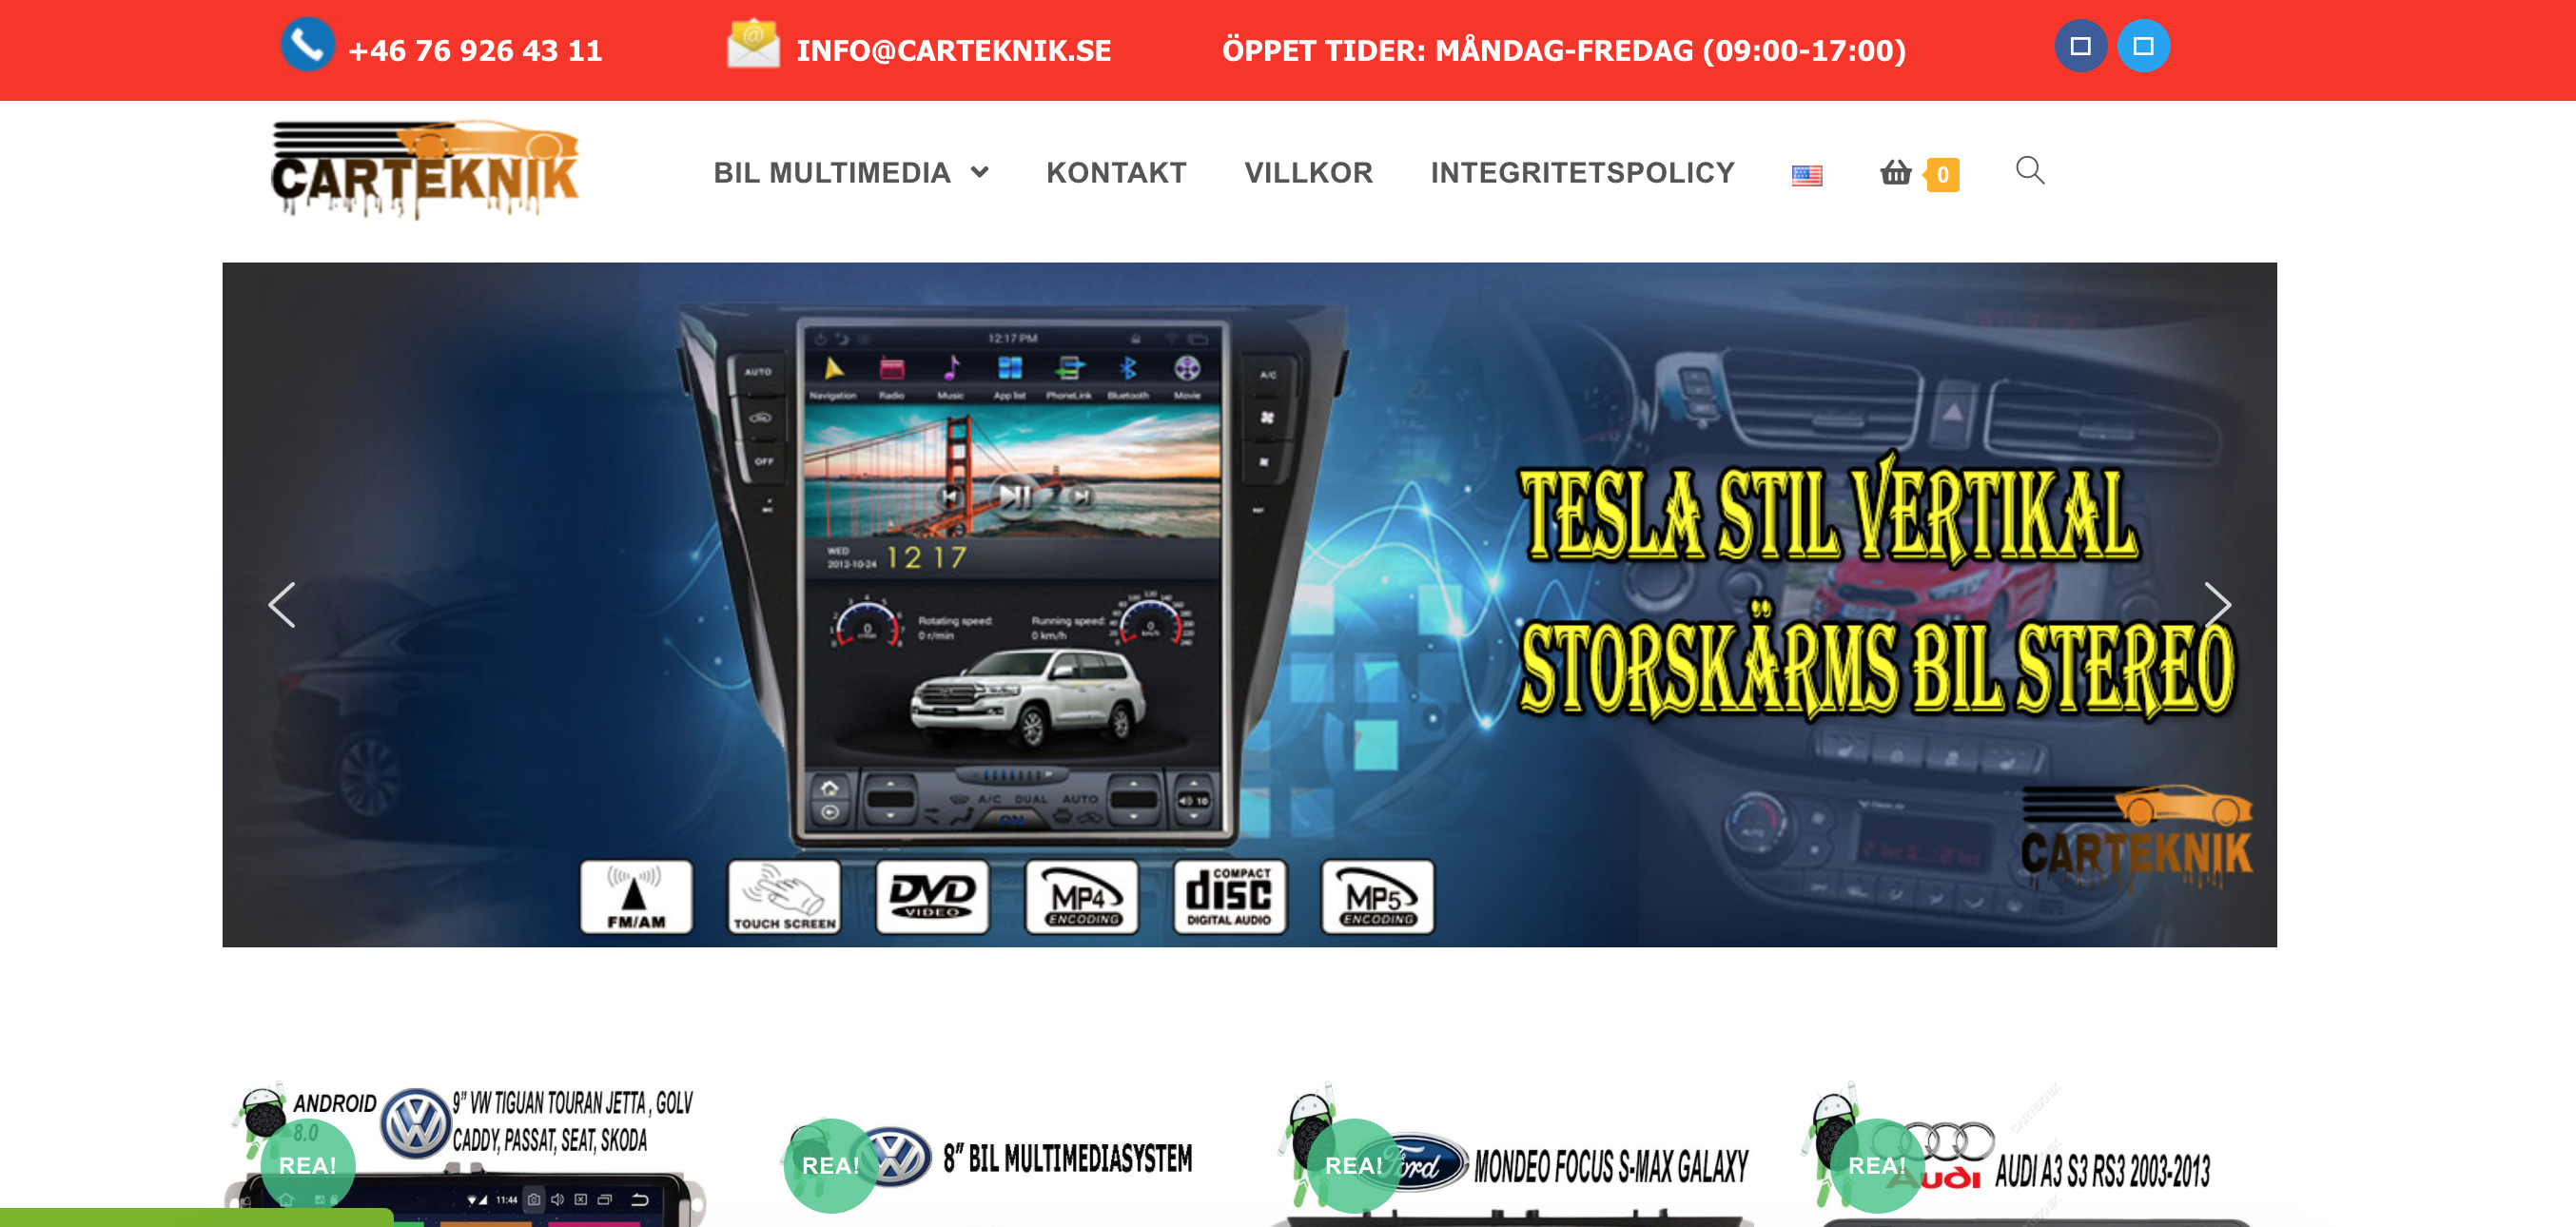 +46 76 926 43 11
INFO@CARTEKNIK.SE
ÖPPET TIDER: MÅNDAG-FREDAG (09:00-17:00)
CARTEKNIK
BIL MULTIMEDIA
KONTAKT
VILLKOR
INTEGRITETSPOLICY
0
12:17 PM
Navigation Radio Music App list PhoneLink Bluetooth Movie
AUTO
OFF
A/C
WED
2012-10-24
12 17
Rotating speed:
0 r/min
Running speed:
0 km/h
A/C DUAL AUTO
ON
10
TESLA STIL VERTIKAL
STORSKÄRMS BIL STEREO
CARTEKNIK
FM/AM
TOUCH SCREEN
DVD
VIDEO
MP4
ENCODING
COMPACT
disc
DIGITAL AUDIO
MP5
ENCODING
ANDROID
8.0
9” VW TIGUAN TOURAN JETTA , GOLV
CADDY, PASSAT, SEAT, SKODA
REA!
11:44
REA!
8” BIL MULTIMEDIASYSTEM
REA!
Ford
MONDEO FOCUS S-MAX GALAXY
REA!
Audi
AUDI A3 S3 RS3 2003-2013
CARTEKNIK